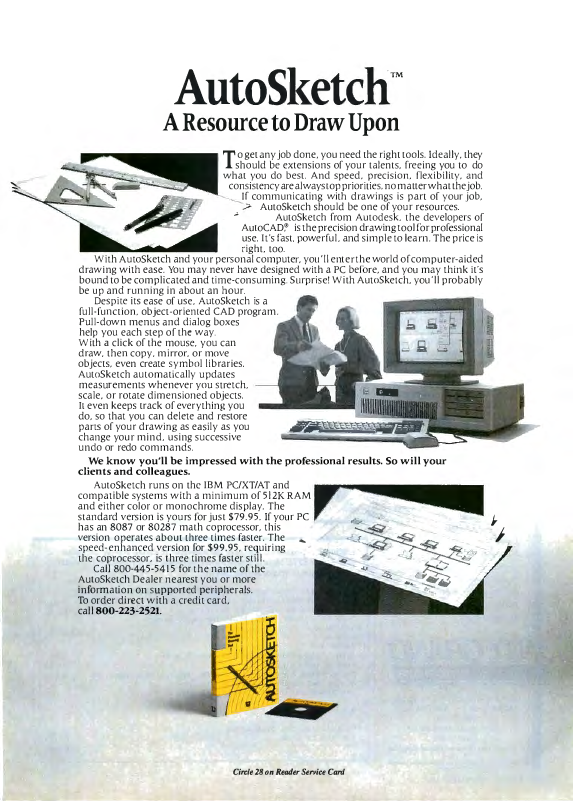 AutoSketch™
A Resource to Draw Upon
To get any job done, you need the right tools. Ideally, they
should be extensions of your talents, freeing you to do
what you do best. And speed, precision, flexibility, and
consistency are always top priorities, no matter what the job.
If communicating with drawings is part of your job,
AutoSketch should be one of your resources.
AutoSketch from Autodesk, the developers of
AutoCAD,® is the precision drawing tool for professional
use. It's fast, powerful, and simple to learn. The price is
right, too.
With AutoSketch and your personal computer, you'll enter the world of computer-aided
drawing with ease. You may never have designed with a PC before, and you may think it's
bound to be complicated and time-consuming. Surprise! With AutoSketch, you'll probably
be up and running in about an hour.
Despite its ease of use, AutoSketch is a
full-function, object-oriented CAD program.
Pull-down menus and dialog boxes
help you each step of the way.
With a click of the mouse, you can
draw, then copy, mirror, or move
objects, even create symbol libraries.
AutoSketch automatically updates
measurements whenever you stretch,
scale, or rotate dimensioned objects.
It even keeps track of everything you
do, so that you can delete and restore
parts of your drawing as easily as you
change your mind, using successive
undo or redo commands.
We know you'll be impressed with the professional results. So will your
clients and colleagues.
AutoSketch runs on the IBM PC/XT/AT and
compatible systems with a minimum of 512K RAM
and either color or monochrome display. The
standard version is yours for just $79.95. If your PC
has an 8087 or 80287 math coprocessor, this
version operates about three times faster. The
speed-enhanced version for $99.95, requiring
the coprocessor, is three times faster still.
Call 800-445-5415 for the name of the
AutoSketch Dealer nearest you or more
information on supported peripherals.
To order direct with a credit card,
call 800-223-2521.
AUTOSKETCH
Circle 28 on Reader Service Card